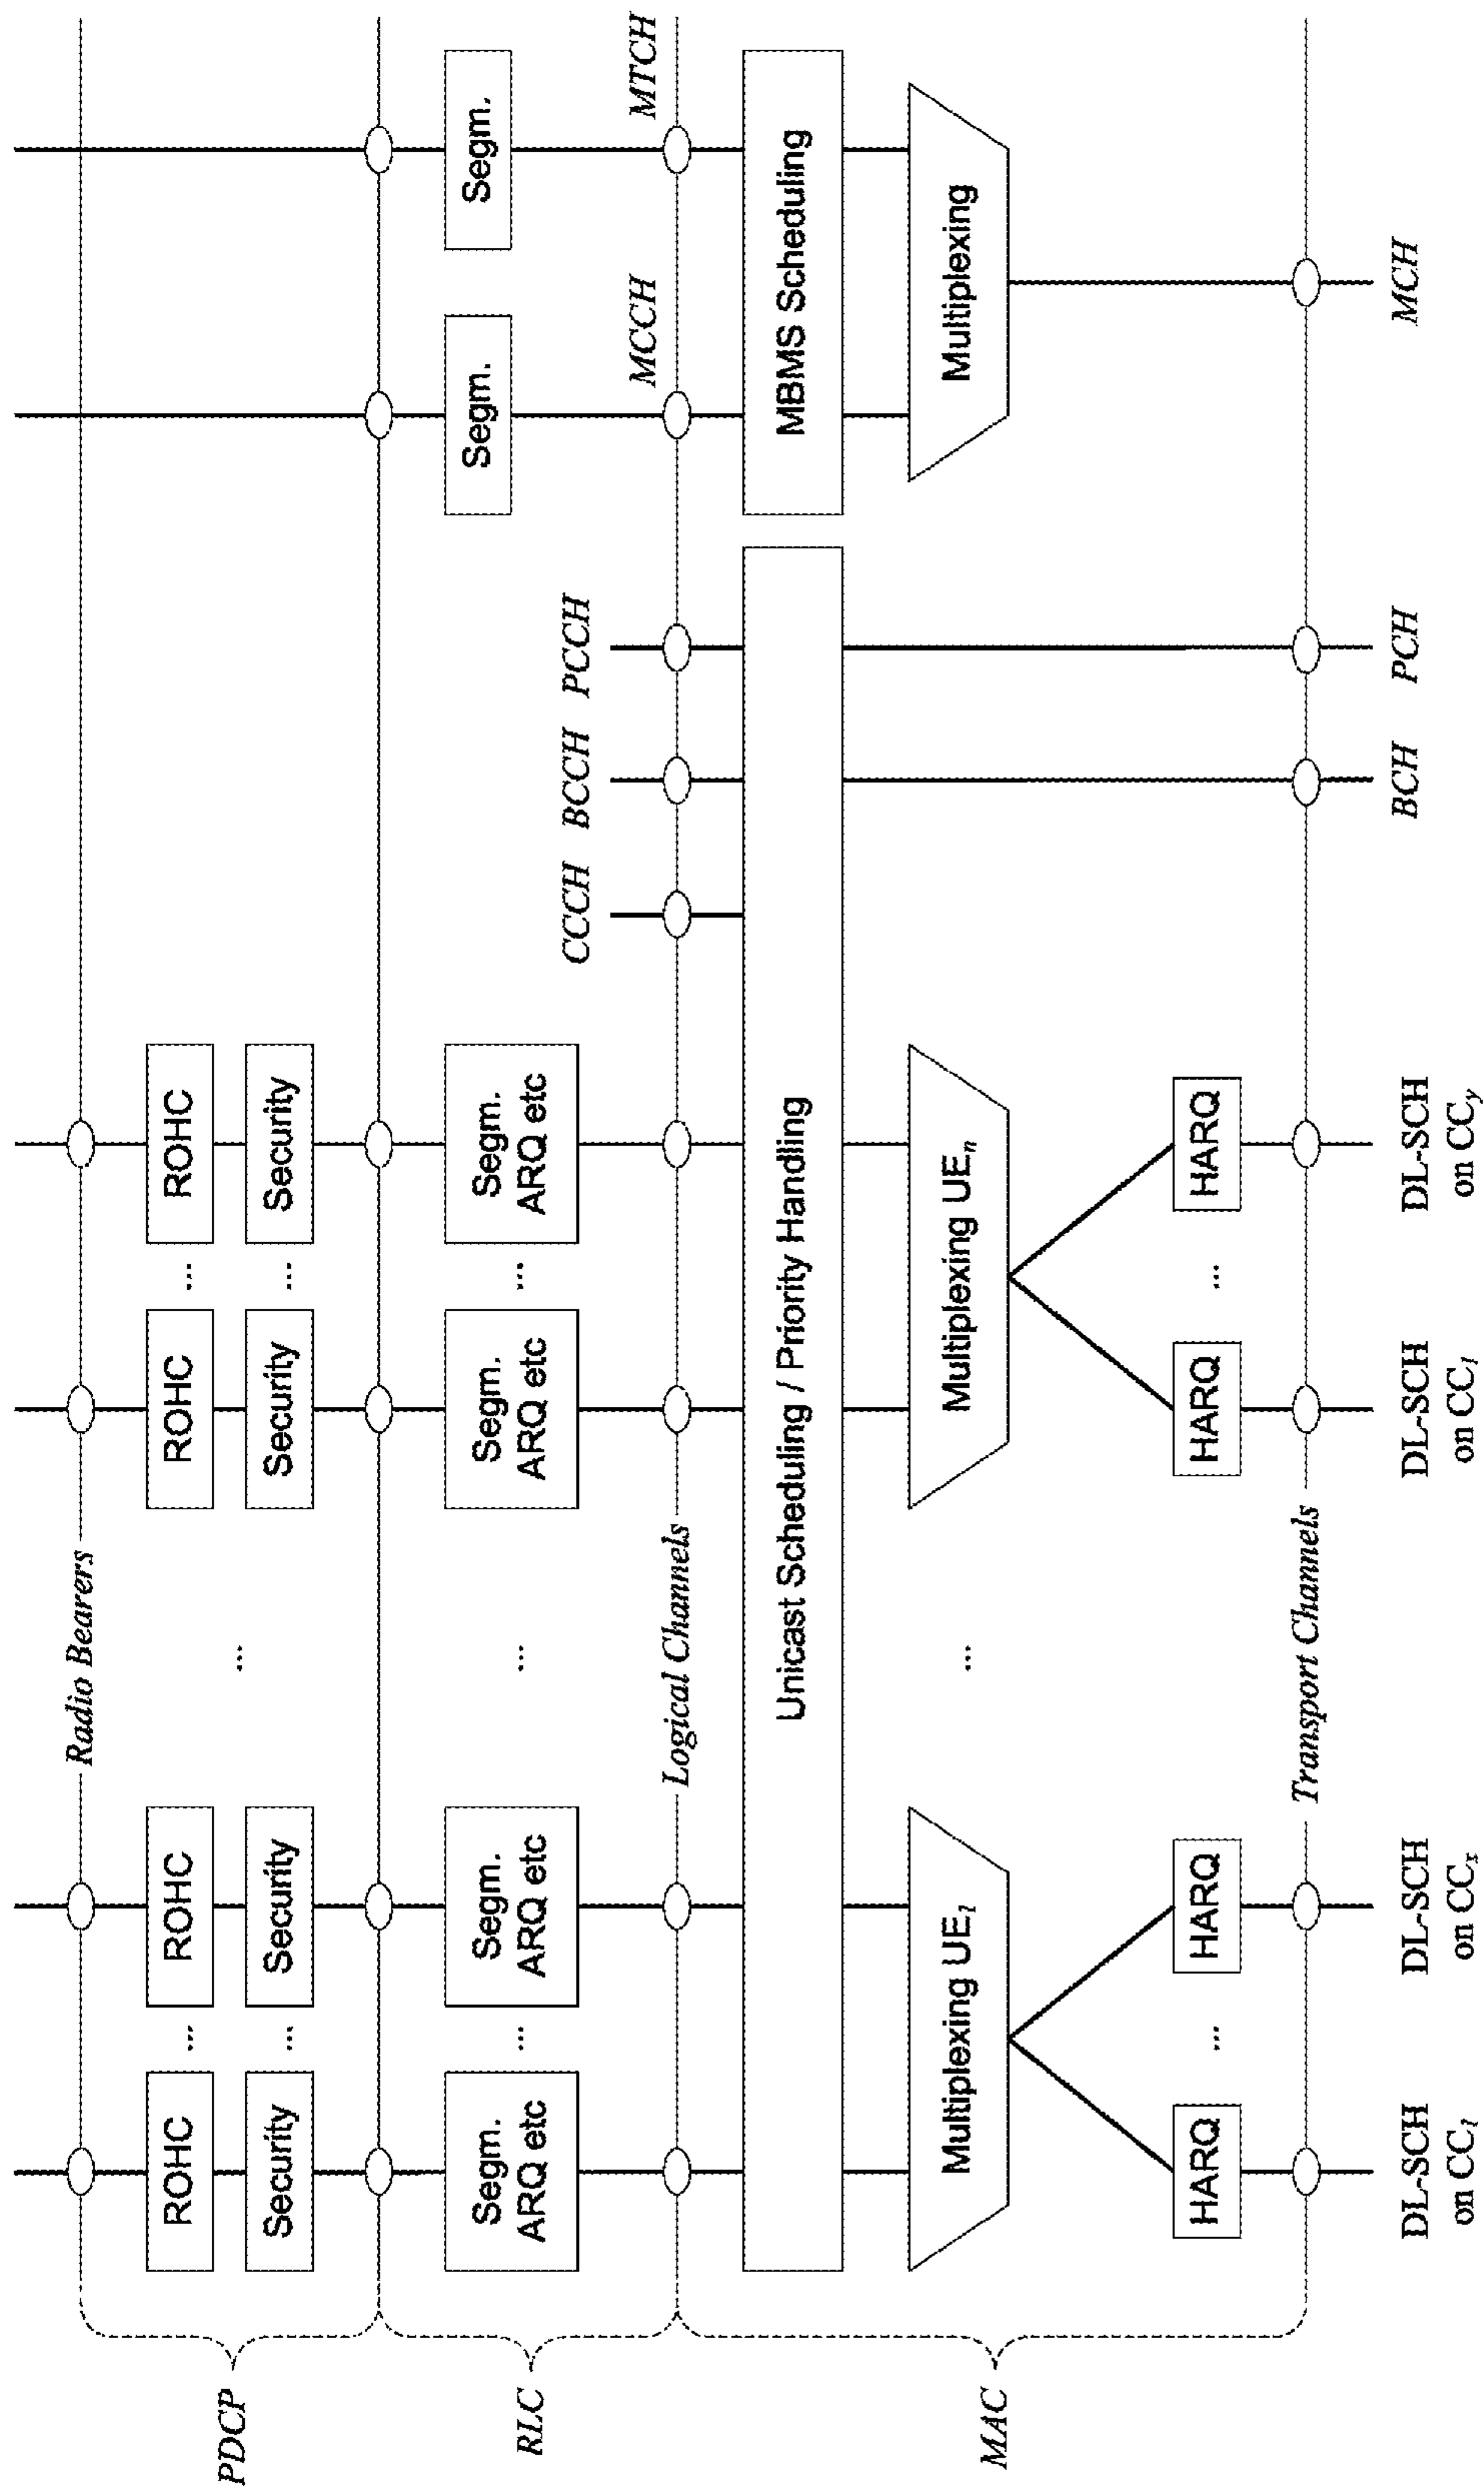 Radio Bearers
PDCP
ROHC
...
ROHC
ROHC
...
ROHC
...
Security
...
Security
Security
...
Security
RLC
Segm.
ARQ etc
...
Segm.
ARQ etc
...
Segm.
ARQ etc
...
Segm.
ARQ etc
Segm.
Segm.
CCCH
BCCH
PCCH
MCCH
MTCH
Logical Channels
MAC
Unicast Scheduling / Priority Handling
MBMS Scheduling
Multiplexing UE1
...
Multiplexing UEn
Multiplexing
HARQ
...
HARQ
HARQ
...
HARQ
Transport Channels
DL-SCH
on CC1
DL-SCH
on CCx
DL-SCH
on CC1
DL-SCH
on CCy
BCH
PCH
MCH